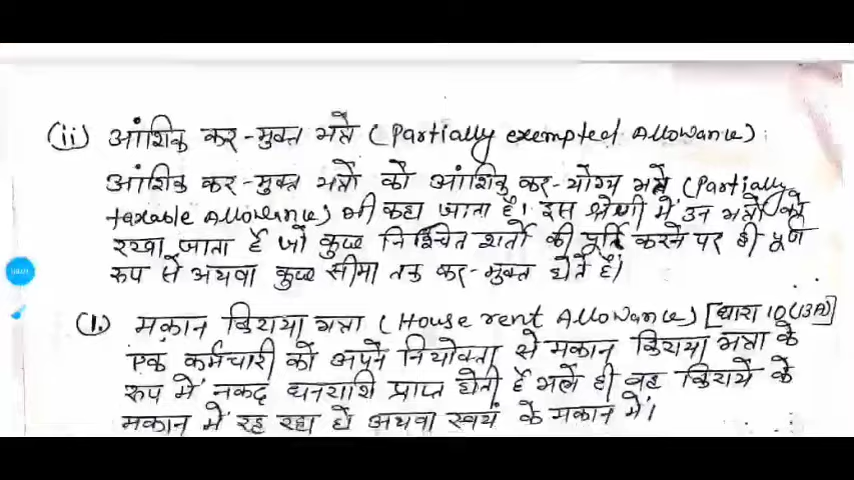 (ii) आंशिक कर-मुक्त भत्ते (Partially exempted Allowance) :
आंशिक कर-मुक्त भत्तों को आंशिक कर-योग्य भत्ते (Partially
taxable Allowance) भी कहा जाता है। इस श्रेणी में उन भत्तों को
रखा जाता है जो कुछ निश्चित शर्तों की पूर्ति करने पर ही पूर्ण
रूप से अथवा कुछ सीमा तक कर-मुक्त होते हैं।
(1.) मकान किराया भत्ता (House rent Allowance) [धारा 10(13A)]
एक कर्मचारी को अपने नियोक्ता से मकान किराया भत्ता के
रूप में नकद धनराशि प्राप्त होती है भले ही वह किराये के
मकान में रह रहा हो अथवा स्वयं के मकान में।